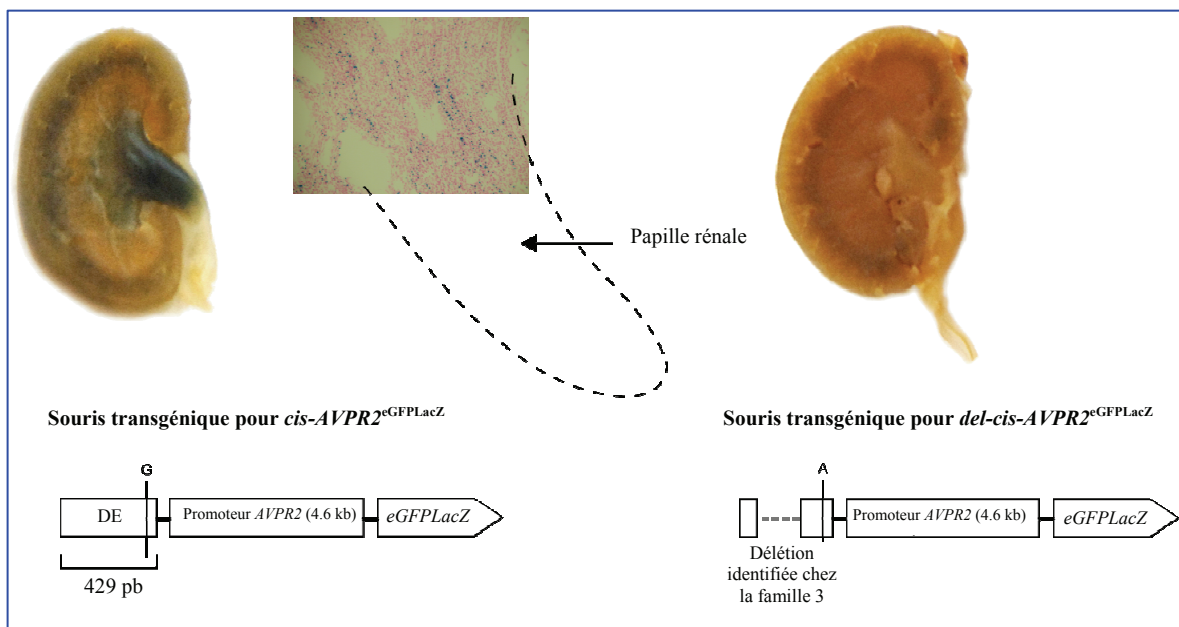 Papille rénale
Souris transgénique pour cis-AVPR2eGFPLacZ
G
DE
Promoteur AVPR2 (4.6 kb)
eGFPLacZ
429 pb
Souris transgénique pour del-cis-AVPR2eGFPLacZ
A
Promoteur AVPR2 (4.6 kb)
eGFPLacZ
Délétion
identifiée chez
la famille 3